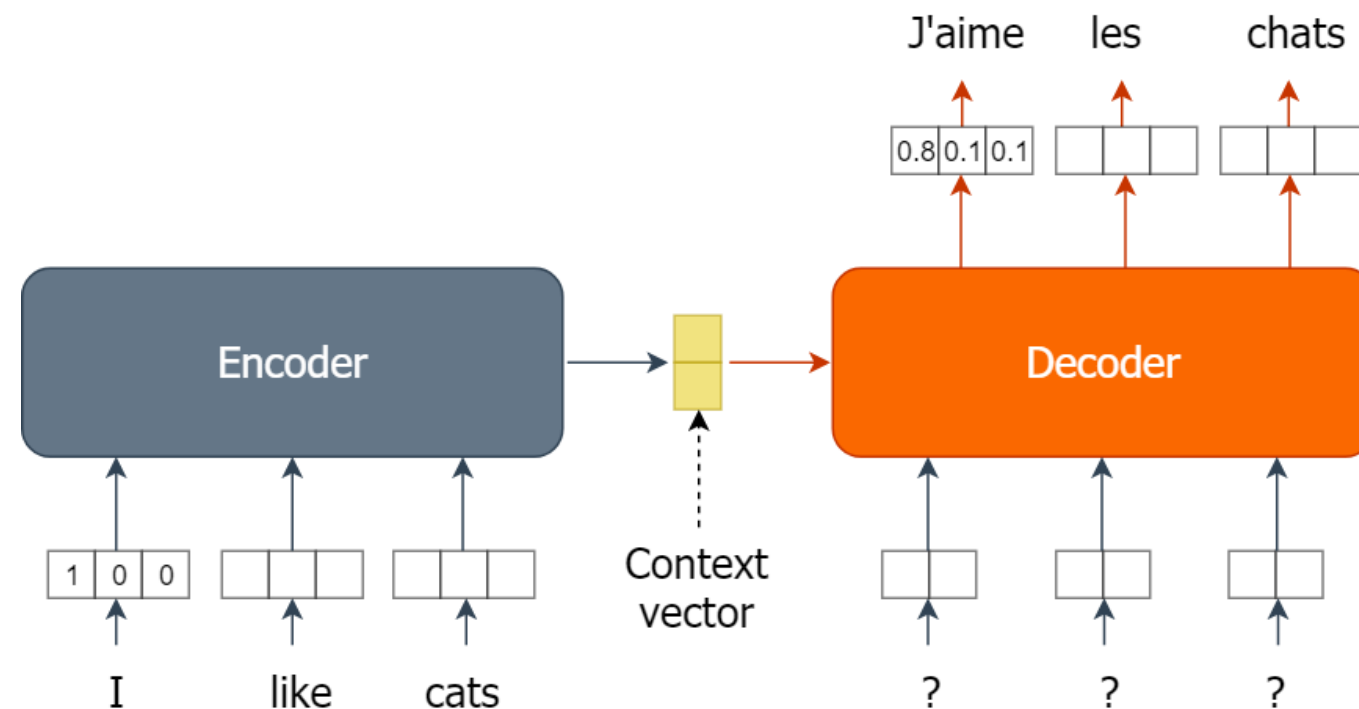 J'aime les chats
0.8 0.1 0.1
Encoder
Decoder
1 0 0
Context
vector
I like cats
? ? ?